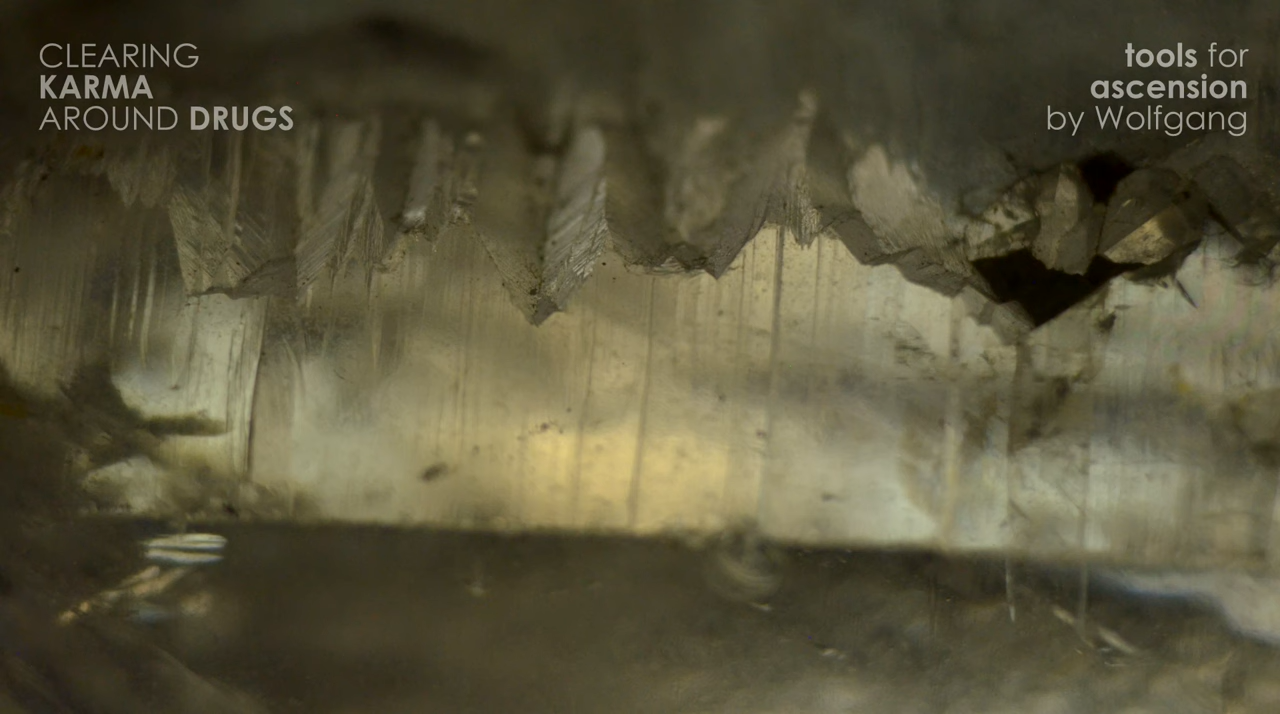 CLEARING
KARMA
AROUND DRUGS
tools for
ascension
by Wolfgang